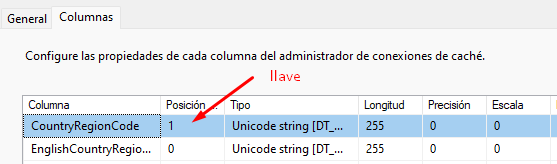 General Columnas
Configure las propiedades de cada columna del administrador de conexiones de caché.
llave
Columna Posición ... Tipo Longitud Precisión Escala
CountryRegionCode 1 Unicode string [DT_... 255 0 0
EnglishCountryRegio... 0 Unicode string [DT_... 255 0 0